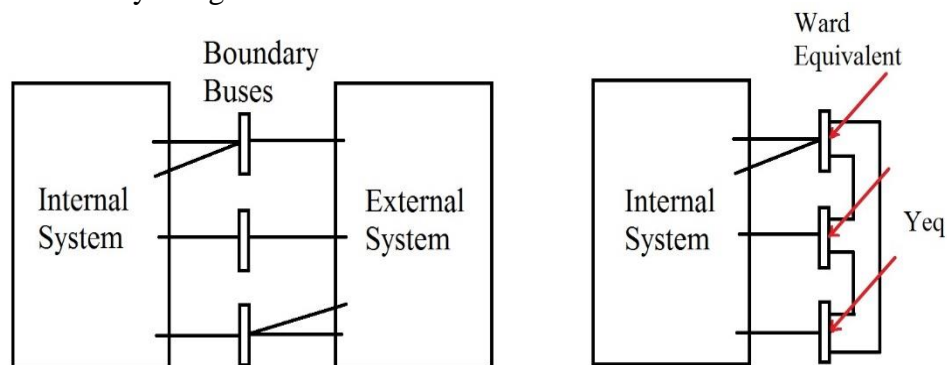 Boundary
Buses
Internal
System
External
System
Ward
Equivalent
Internal
System
Yeq